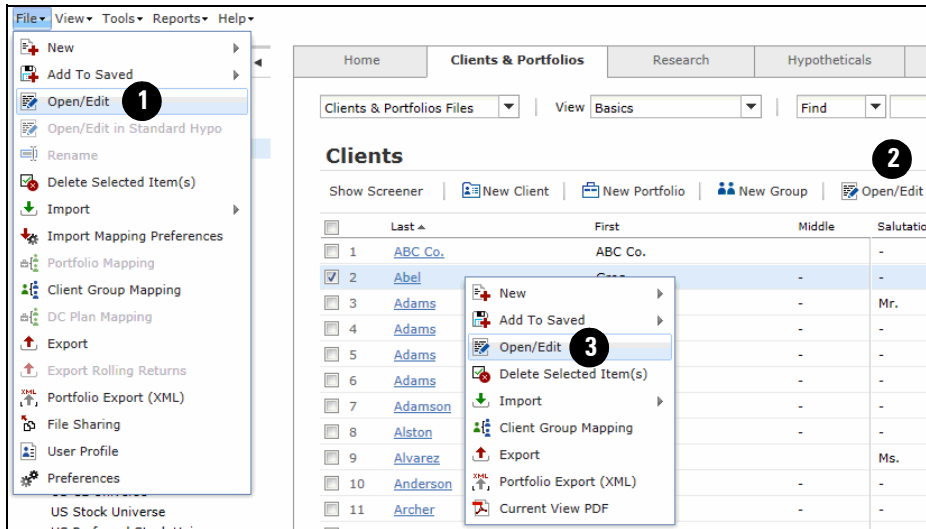 File View Tools Reports Help
New
Add To Saved
Open/Edit 1
Open/Edit in Standard Hypo
Rename
Delete Selected Item(s)
Import
Import Mapping Preferences
Portfolio Mapping
Client Group Mapping
DC Plan Mapping
Export
Export Rolling Returns
XML Portfolio Export (XML)
File Sharing
User Profile
Preferences
US Stock Universe
Home Clients & Portfolios Research Hypotheticals
Clients & Portfolios Files View Basics Find
Clients 2
Show Screener New Client New Portfolio New Group Open/Edit
Last First Middle Salutatio
1 ABC Co. ABC Co. -
2 Abel - -
3 Adams - Mr.
4 Adams - -
5 Adams - -
6 Adams - -
7 Adamson - -
8 Alston - -
9 Alvarez - Ms.
10 Anderson - -
11 Archer - -
New
Add To Saved
Open/Edit 3
Delete Selected Item(s)
Import
Client Group Mapping
Export
XML Portfolio Export (XML)
Current View PDF